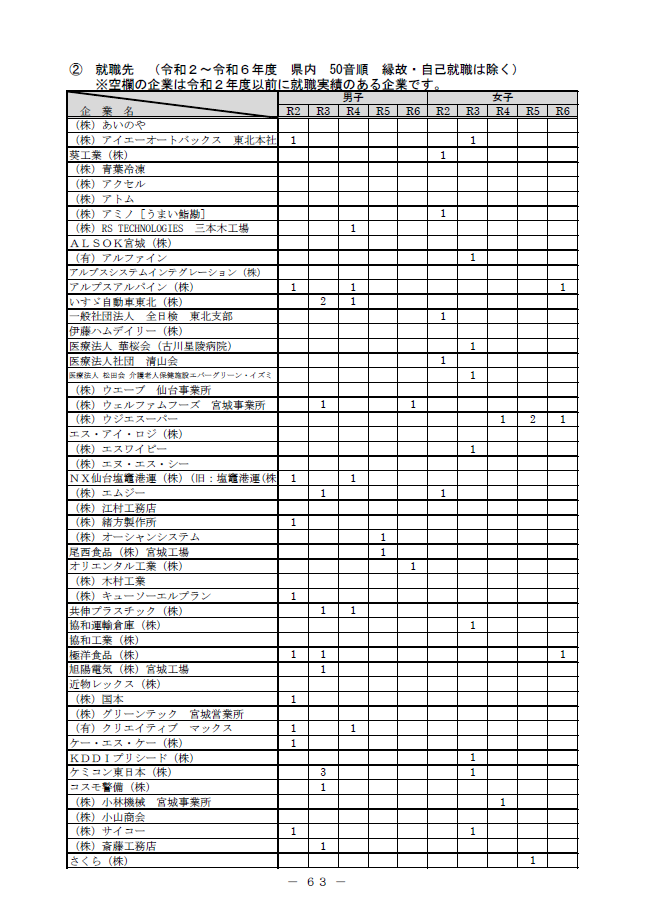 ②　就職先　（令和２～令和６年度　県内　50音順　縁故・自己就職は除く）
※空欄の企業は令和２年度以前に就職実績のある企業です。
男子　女子
企　業　名　R2　R3　R4　R5　R6　R2　R3　R4　R5　R6
（株）あいのや
（株）アイエーオートバックス　東北本社　1　1
葵工業（株）　1
（株）青葉冷凍
（株）アクセル
（株）アトム
（株）アミノ［うまい鮨勘］　1
（株）RS TECHNOLOGIES　三本木工場　1
ＡＬＳＯＫ宮城（株）
（有）アルファイン　1
アルプスシステムインテグレーション（株）
アルプスアルパイン（株）　1　1　1
いすゞ自動車東北（株）　2　1
一般社団法人　全日検　東北支部　1
伊藤ハムデイリー（株）
医療法人 華桜会（古川星陵病院）　1
医療法人社団　清山会　1
医療法人 松田会 介護老人保健施設エバーグリーン・イズミ　1
（株）ウエーブ　仙台事業所
（株）ウェルファムフーズ　宮城事業所　1　1
（株）ウジエスーパー　1　2　1
エス・アイ・ロジ（株）
（株）エスワイビー　1
（株）エヌ・エス・シー
ＮＸ仙台塩竈港運（株）（旧：塩竈港運(株　1　1
（株）エムジー　1　1
（株）江村工務店
（株）緒方製作所　1
（株）オーシャンシステム　1
尾西食品（株）宮城工場　1
オリエンタル工業（株）　1
（株）木村工業
（株）キューソーエルプラン　1
共伸プラスチック（株）　1　1
協和運輸倉庫（株）　1
協和工業（株）
極洋食品（株）　1　1　1
旭陽電気（株）宮城工場　1
近物レックス（株）
（株）国本　1
（株）グリーンテック　宮城営業所
（有）クリエイティブ　マックス　1　1
ケー・エス・ケー（株）　1
ＫＤＤＩプリシード（株）　1
ケミコン東日本（株）　3　1
コスモ警備（株）　1
（株）小林機械　宮城事業所　1
（株）小山商会
（株）サイコー　1　1
（株）斎藤工務店　1
さくら（株）　1
－ ６３ －